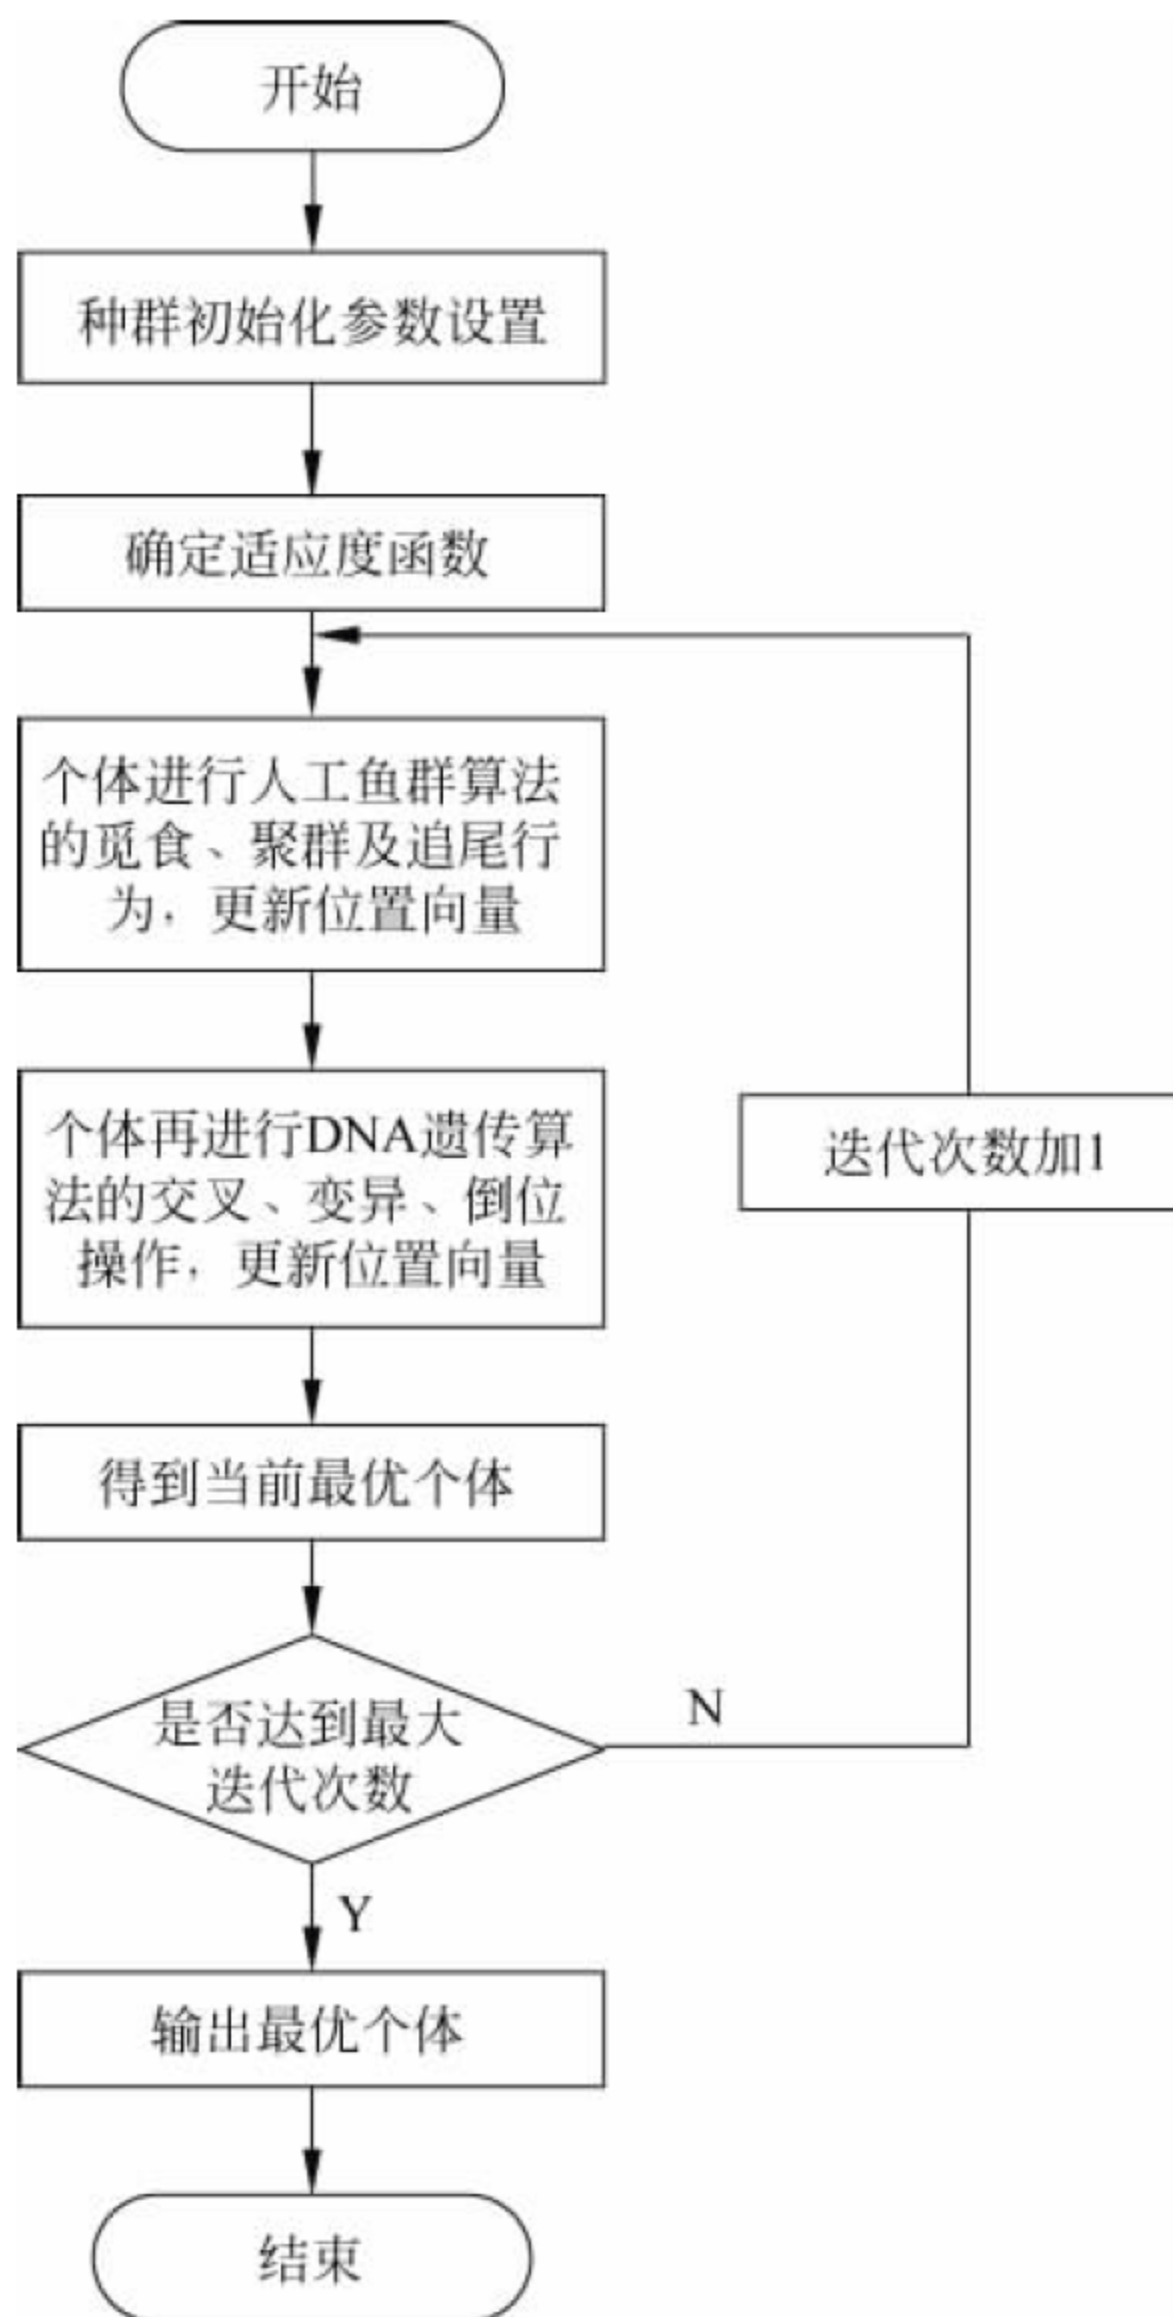 开始
种群初始化参数设置
确定适应度函数
个体进行人工鱼群算法
的觅食、聚群及追尾行
为，更新位置向量
个体再进行DNA遗传算
法的交叉、变异、倒位
操作，更新位置向量
迭代次数加1
得到当前最优个体
是否达到最大
迭代次数
N
Y
输出最优个体
结束